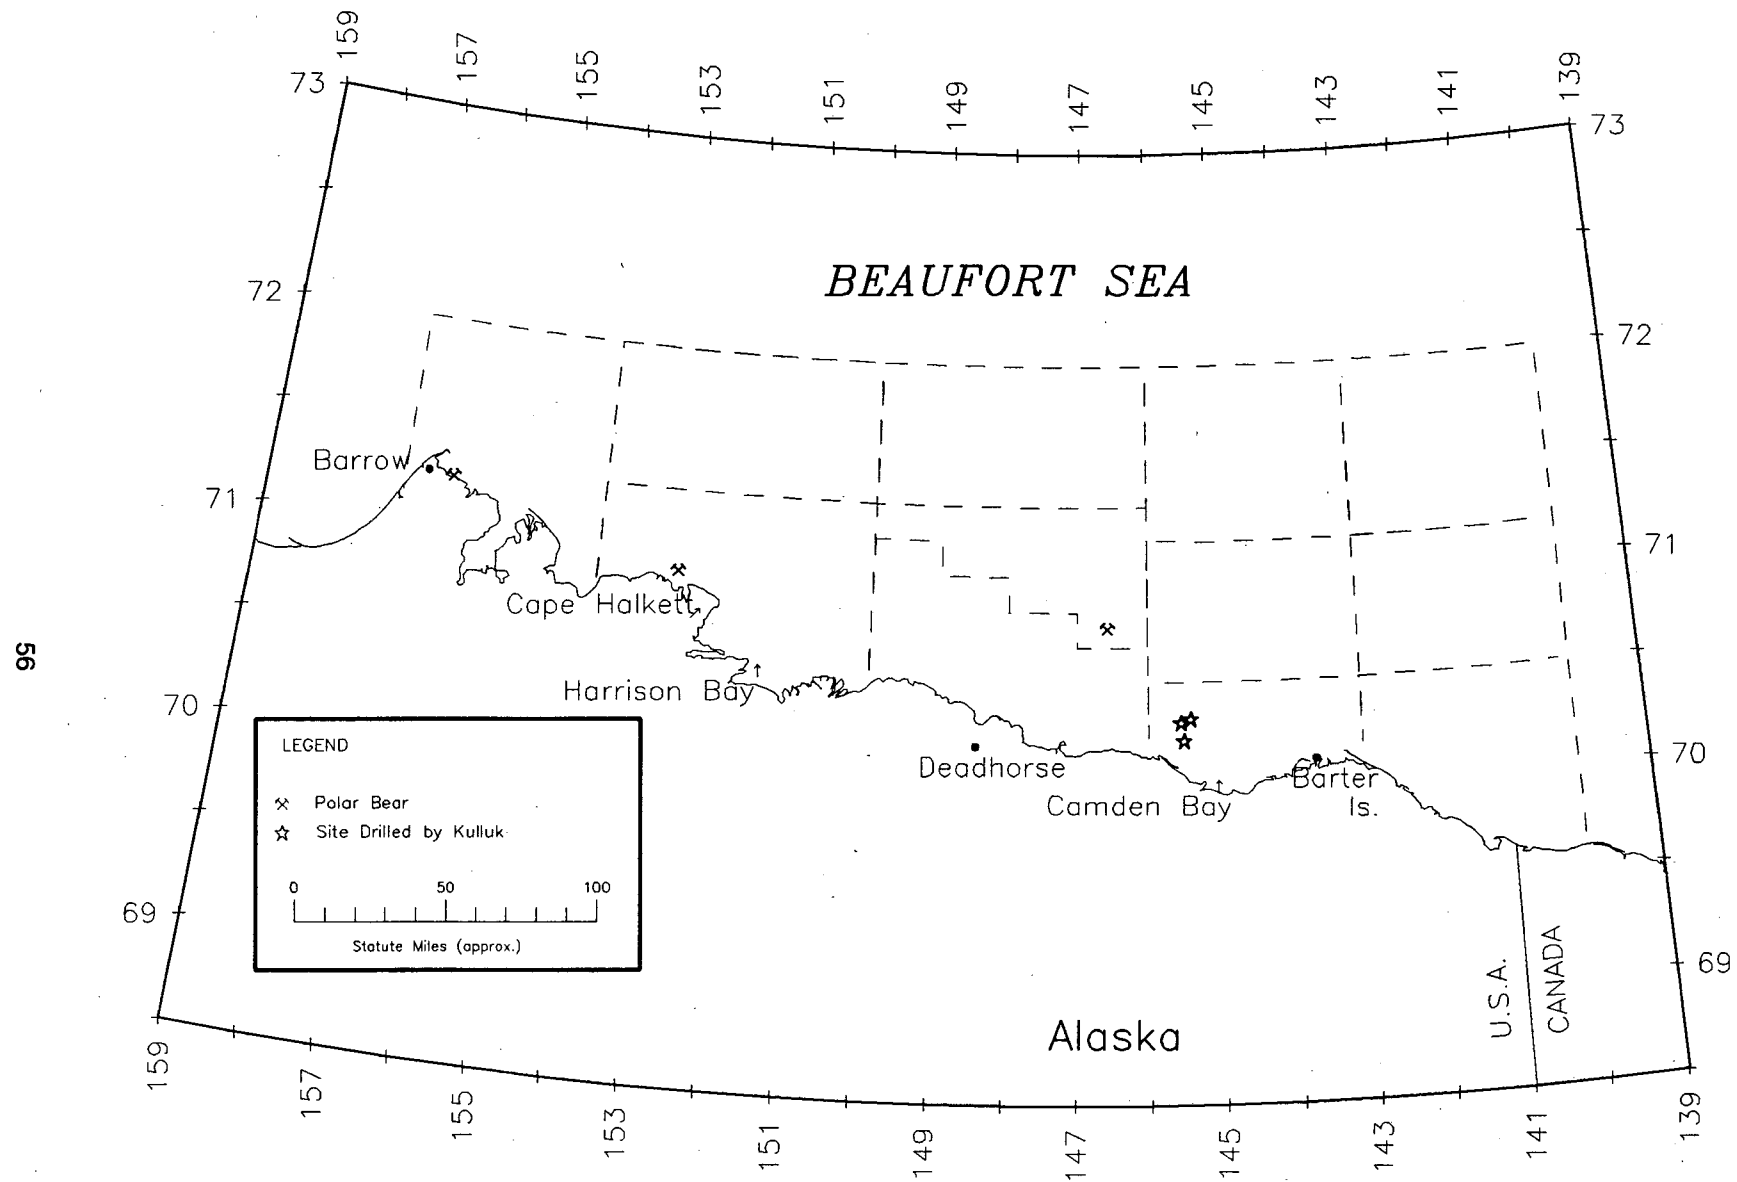 159
157
155
153
151
149
147
145
143
141
139
73
73
BEAUFORT SEA
72
72
Barrow
71
71
Cape Halkett
56
Harrison Bay
70
70
Deadhorse
Camden Bay
Barter
Is.
LEGEND
Polar Bear
Site Drilled by Kulluk
0 50 100
Statute Miles (approx.)
69
69
U.S.A.
CANADA
Alaska
159
157
155
153
151
149
147
145
143
141
139